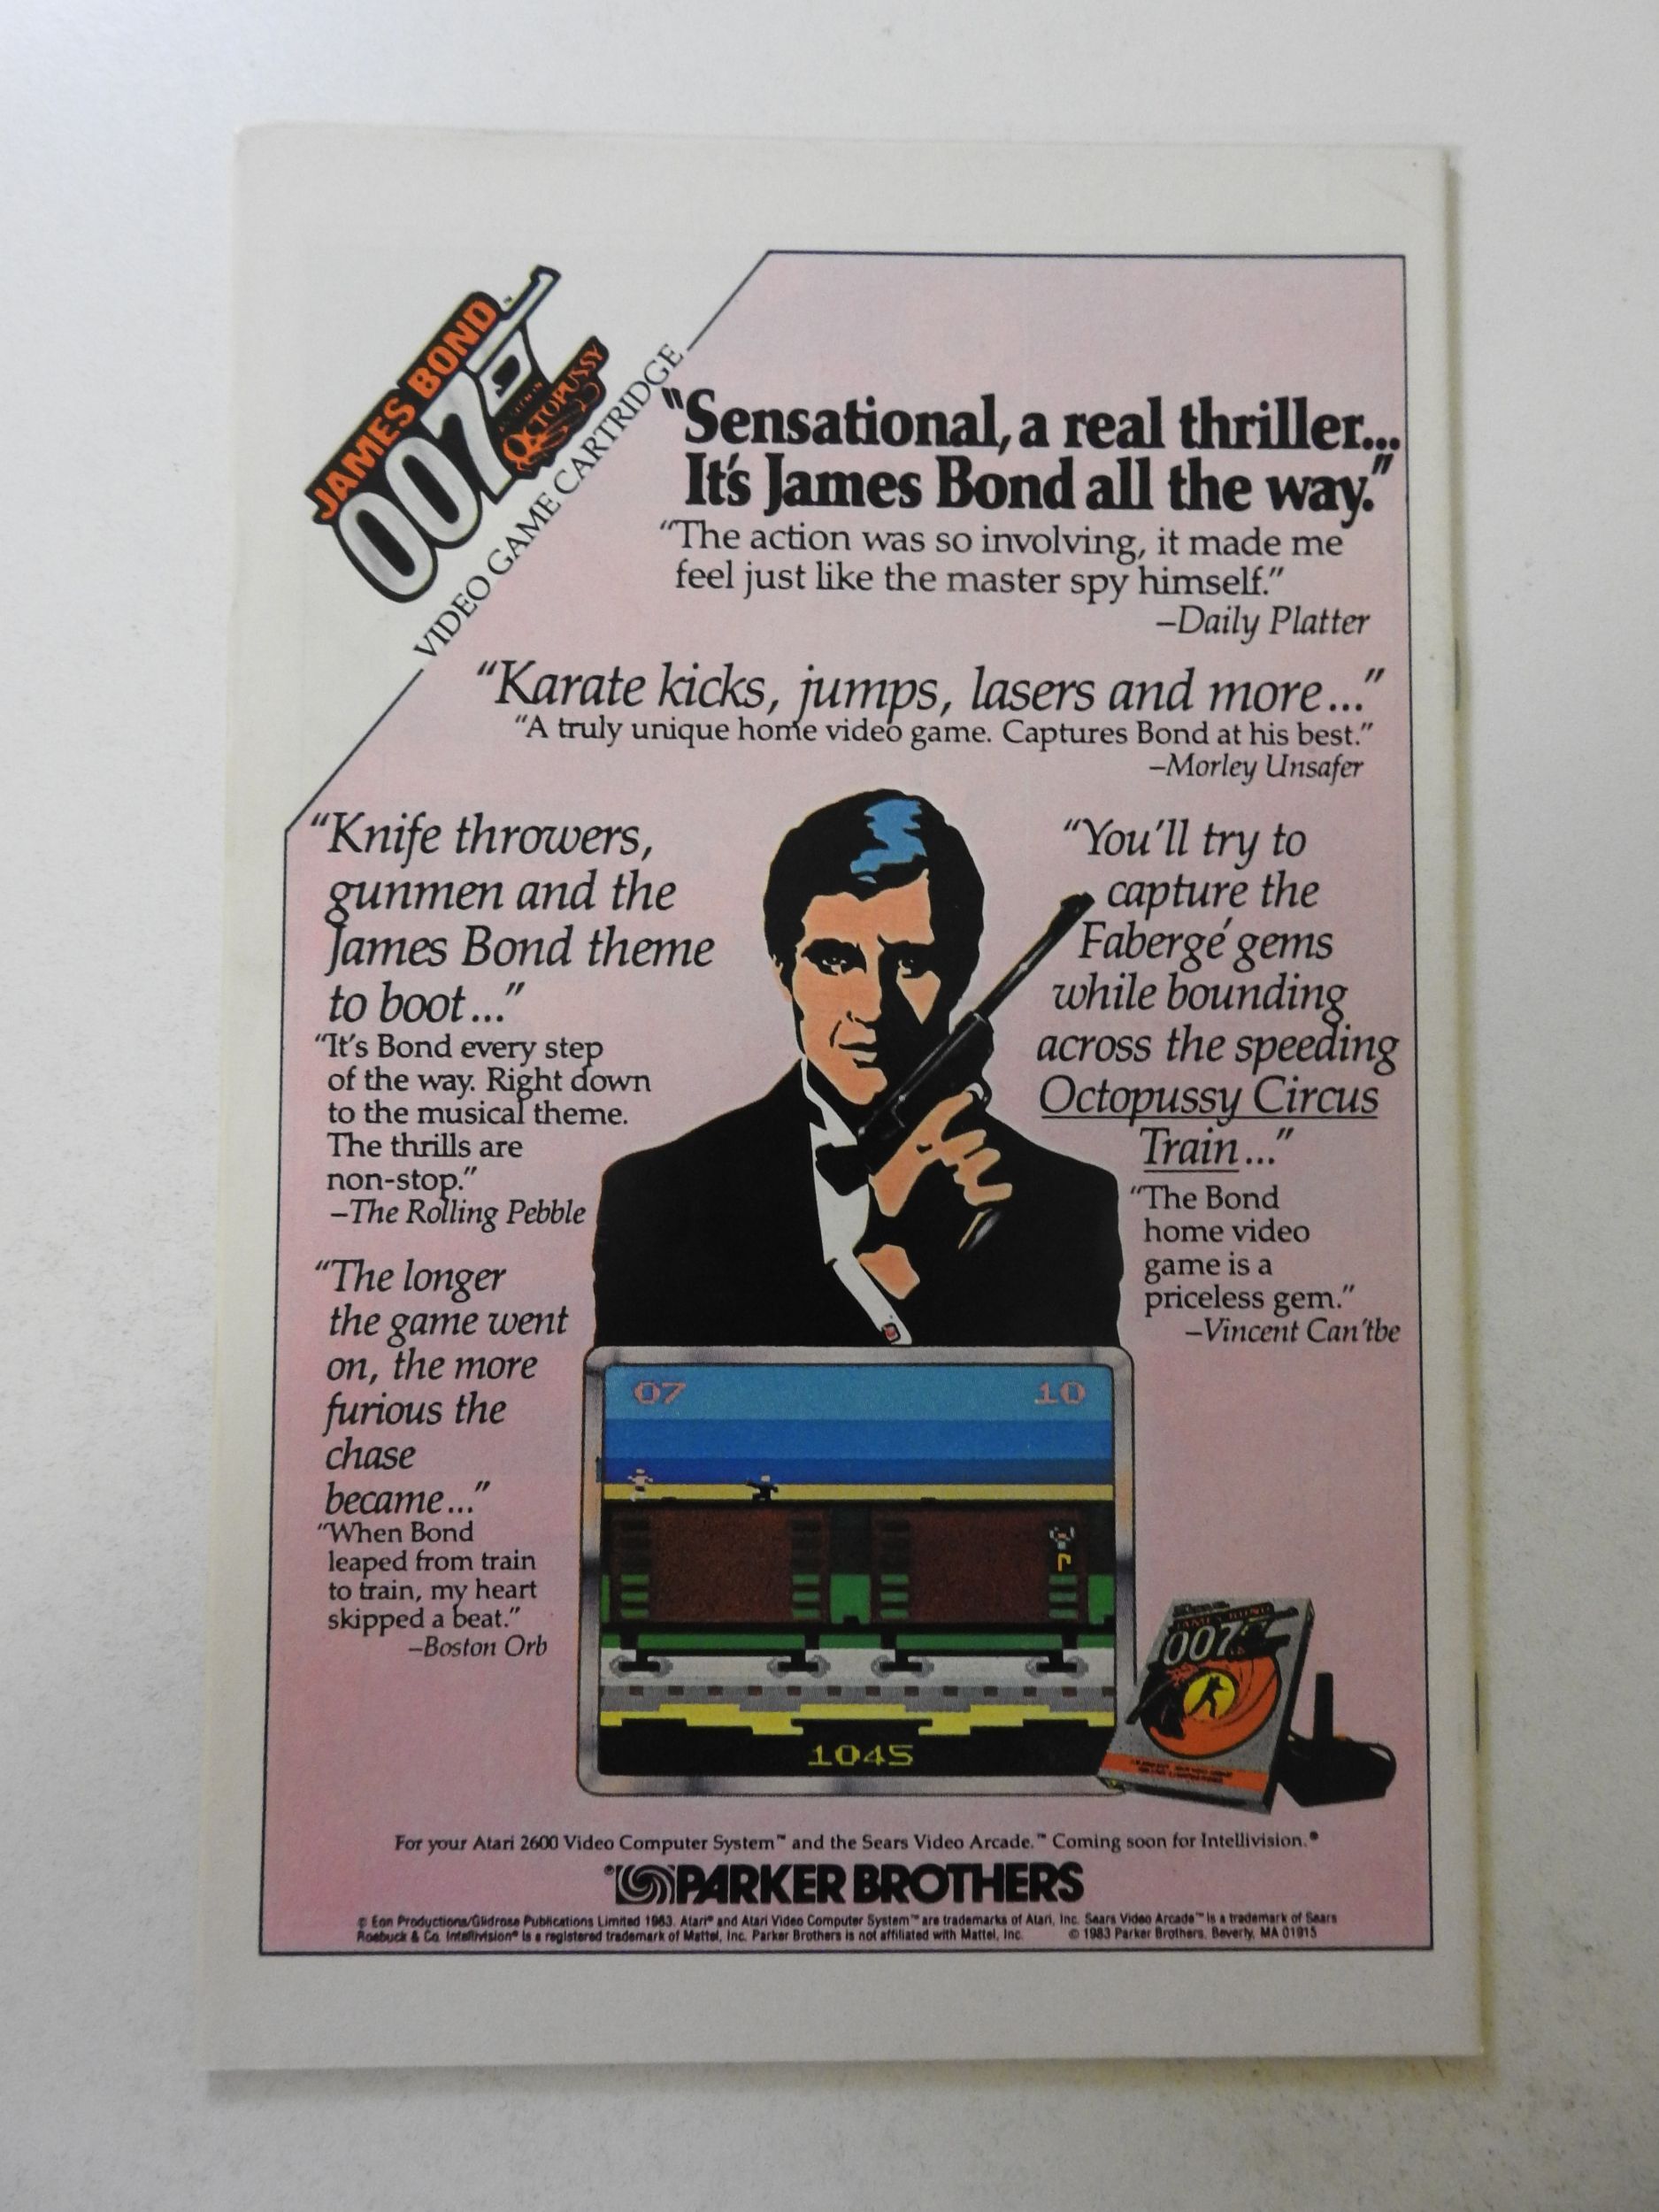 JAMES BOND
007
OCTOPUSSY
VIDEO GAME CARTRIDGE
"Sensational, a real thriller...
It's James Bond all the way."
"The action was so involving, it made me
feel just like the master spy himself."
–Daily Platter
"Karate kicks, jumps, lasers and more..."
"A truly unique home video game. Captures Bond at his best."
–Morley Unsafer
"Knife throwers,
gunmen and the
James Bond theme
to boot..."
"It's Bond every step
of the way. Right down
to the musical theme.
The thrills are
non-stop."
–The Rolling Pebble
"The longer
the game went
on, the more
furious the
chase
became..."
"When Bond
leaped from train
to train, my heart
skipped a beat."
–Boston Orb
"You'll try to
capture the
Fabergé gems
while bounding
across the speeding
Octopussy Circus
Train..."
"The Bond
home video
game is a
priceless gem."
–Vincent Can'tbe
07 10
1045
JAMES BOND
007
For your Atari 2600 Video Computer System™ and the Sears Video Arcade.™ Coming soon for Intellivision.®
PARKER BROTHERS
© Eon Productions/Glidrose Publications Limited 1983. Atari® and Atari Video Computer System™ are trademarks of Atari, Inc. Sears Video Arcade™ is a trademark of Sears
Roebuck & Co. Intellivision® is a registered trademark of Mattel, Inc. Parker Brothers is not affiliated with Mattel, Inc. © 1983 Parker Brothers, Beverly, MA 01915